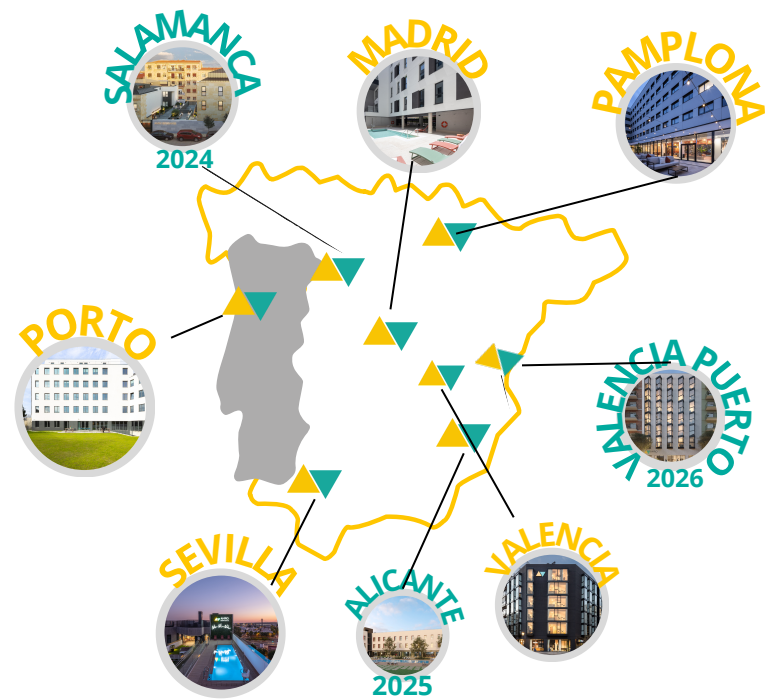 SALAMANCA
2024
MADRID
PAMPLONA
PORTO
VALENCIA PUERTO
2026
SEVILLA
ALICANTE
2025
VALENCIA